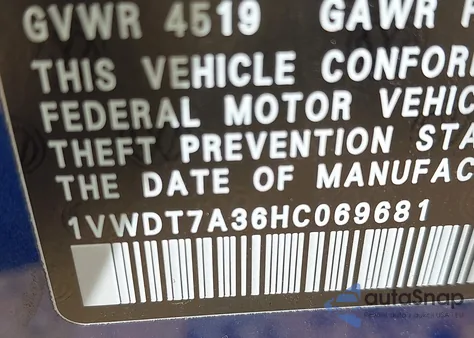 GVWR 4519 GAWR
THIS VEHICLE CONFOR
FEDERAL MOTOR VEHIC
THEFT PREVENTION STA
THE DATE OF MANUFAC
1VWDT7A36HC069681
autoSnap